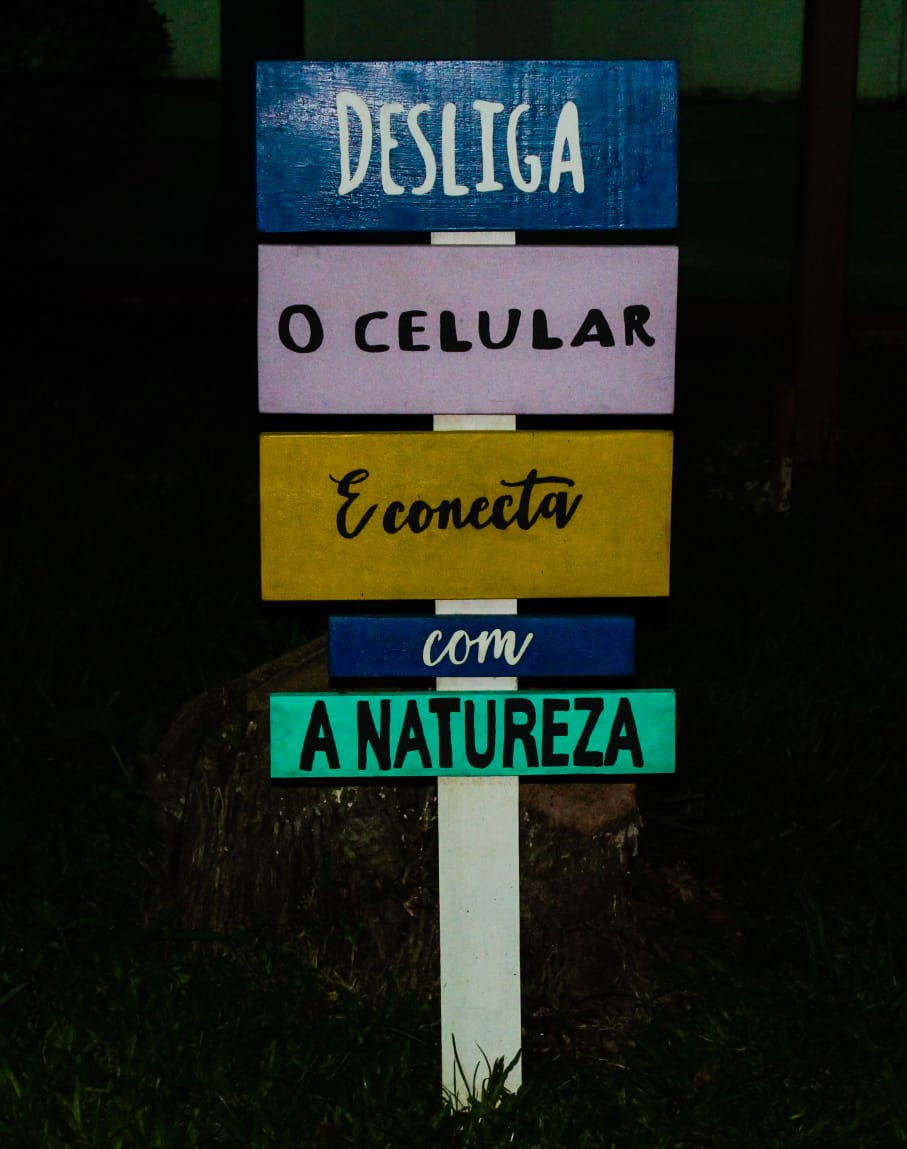 DESLIGA
O CELULAR
E conecta
com
A NATUREZA